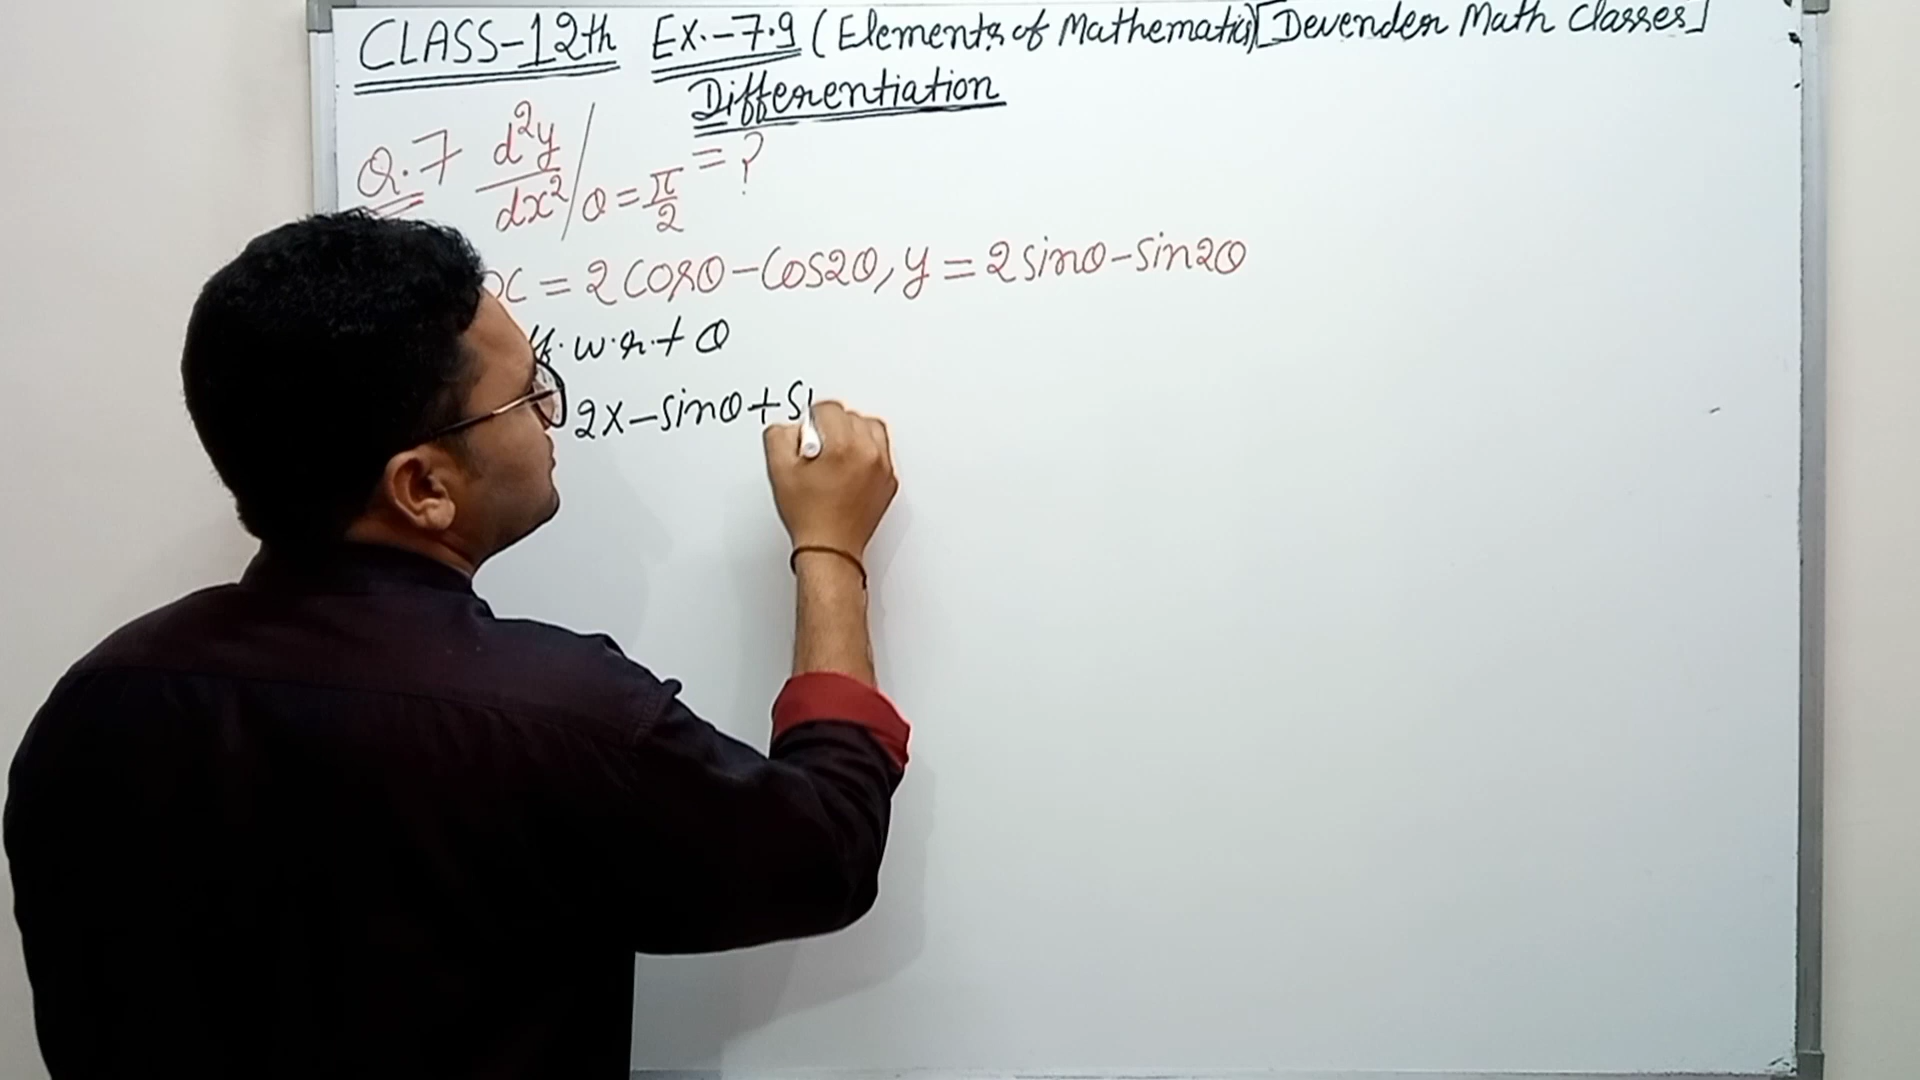 CLASS-12th EX.-7.9 (Elements of Mathematics) [Devender Math Classes]
Differentiation
Q.7 d²y/dx² / θ = π/2 = ?
x = 2cosθ - cos2θ, y = 2sinθ - sin2θ
w.r.t θ
2x - sinθ + si